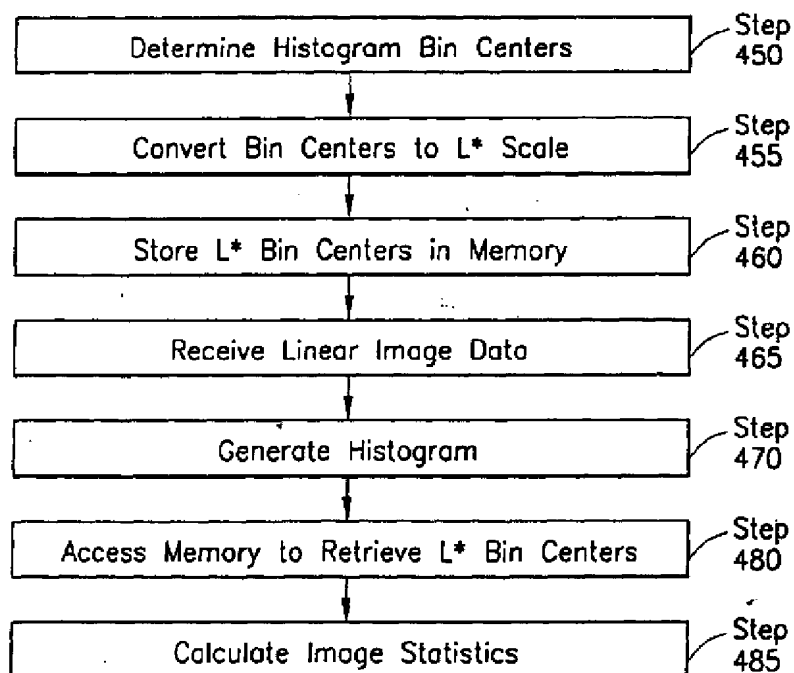 Determine Histogram Bin Centers
Step
450
Convert Bin Centers to L* Scale
Step
455
Store L* Bin Centers in Memory
Step
460
Receive Linear Image Data
Step
465
Generate Histogram
Step
470
Access Memory to Retrieve L* Bin Centers
Step
480
Calculate Image Statistics
Step
485